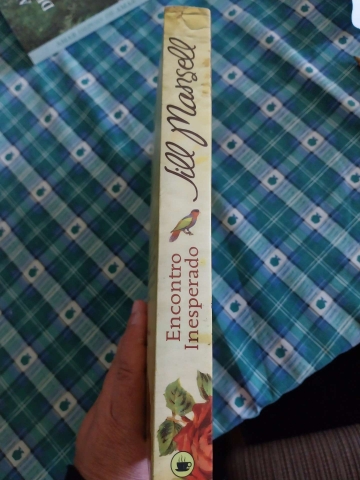 Jill Mansell
Encontro
Inesperado